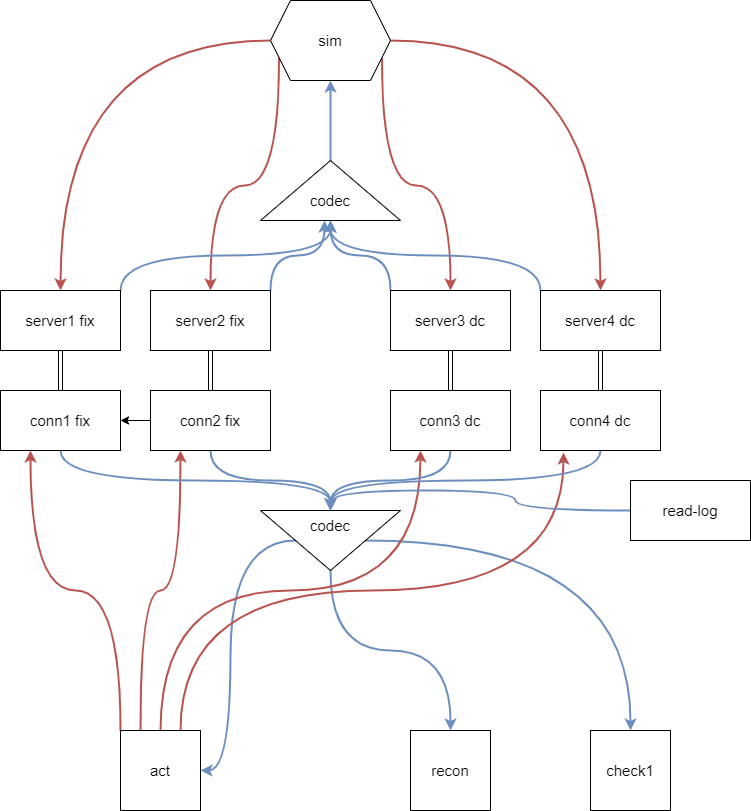 sim
codec
server1 fix
server2 fix
server3 dc
server4 dc
conn1 fix
conn2 fix
conn3 dc
conn4 dc
read-log
codec
act
recon
check1